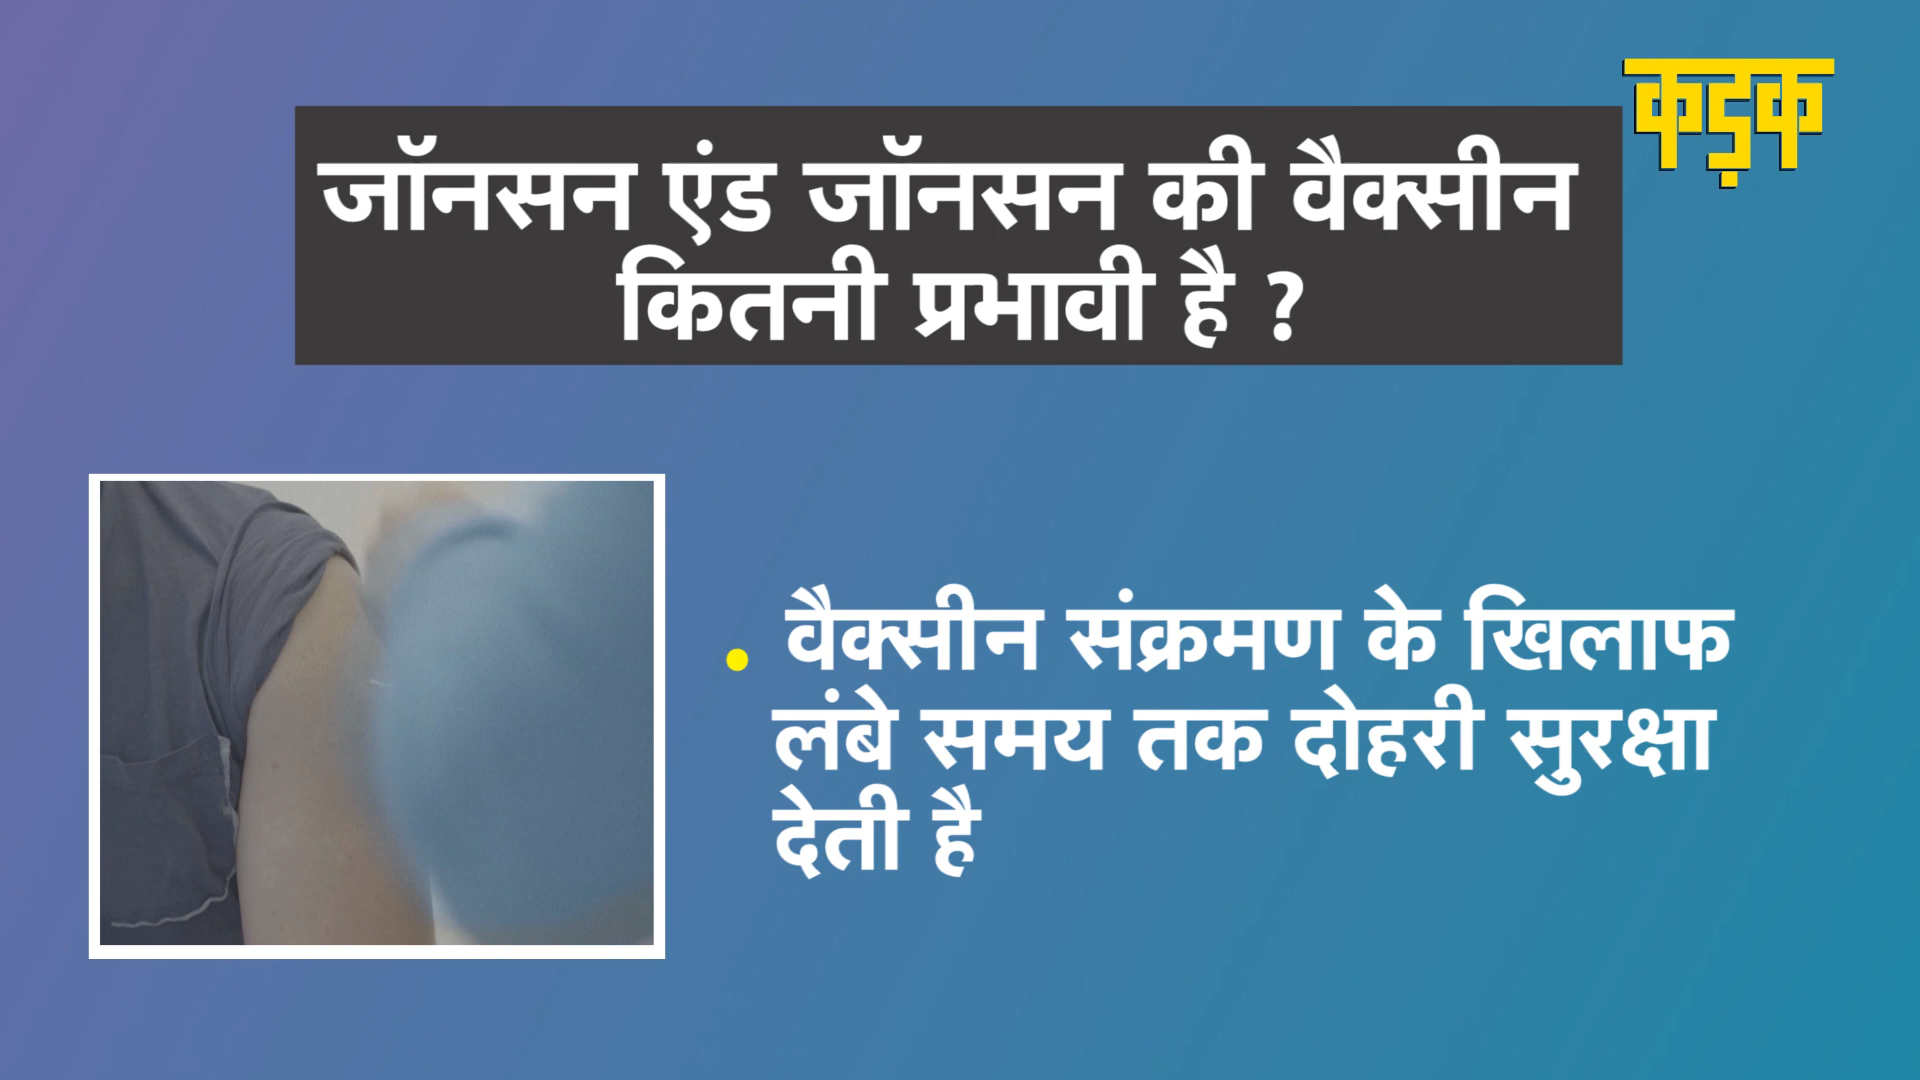 कड़क
जॉनसन एंड जॉनसन की वैक्सीन
कितनी प्रभावी है ?
• वैक्सीन संक्रमण के खिलाफ
लंबे समय तक दोहरी सुरक्षा
देती है